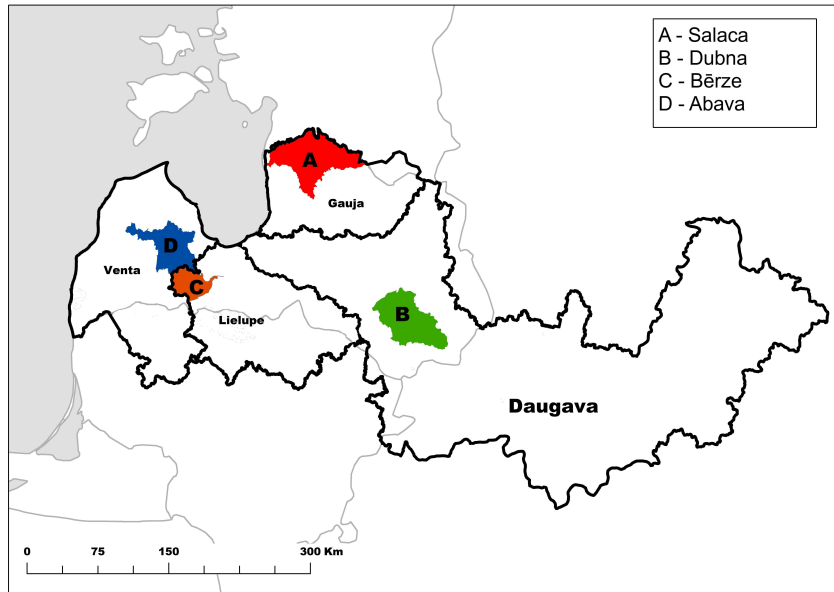 A - Salaca
B - Dubna
C - Bērze
D - Abava
A
Gauja
D
Venta
C
Lielupe
B
Daugava
0 75 150 300 Km